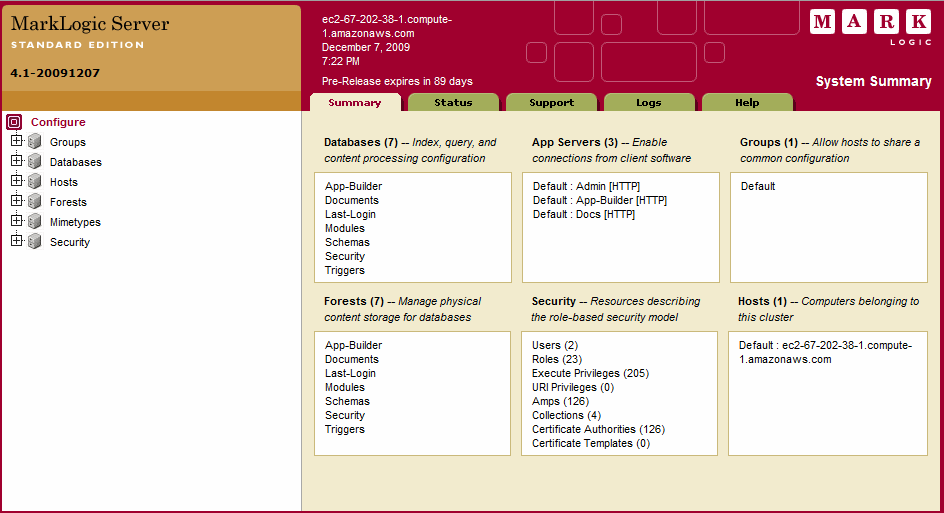 MarkLogic Server
STANDARD EDITION
4.1-20091207
ec2-67-202-38-1.compute-
1.amazonaws.com
December 7, 2009
7:22 PM
Pre-Release expires in 89 days
MARK
LOGIC
System Summary
Summary
Status
Support
Logs
Help
Configure
Groups
Databases
Hosts
Forests
Mimetypes
Security
Databases (7) -- Index, query, and
content processing configuration
App-Builder
Documents
Last-Login
Modules
Schemas
Security
Triggers
App Servers (3) -- Enable
connections from client software
Default : Admin [HTTP]
Default : App-Builder [HTTP]
Default : Docs [HTTP]
Groups (1) -- Allow hosts to share a
common configuration
Default
Forests (7) -- Manage physical
content storage for databases
App-Builder
Documents
Last-Login
Modules
Schemas
Security
Triggers
Security -- Resources describing
the role-based security model
Users (2)
Roles (23)
Execute Privileges (205)
URI Privileges (0)
Amps (126)
Collections (4)
Certificate Authorities (126)
Certificate Templates (0)
Hosts (1) -- Computers belonging to
this cluster
Default : ec2-67-202-38-1.compute-
1.amazonaws.com